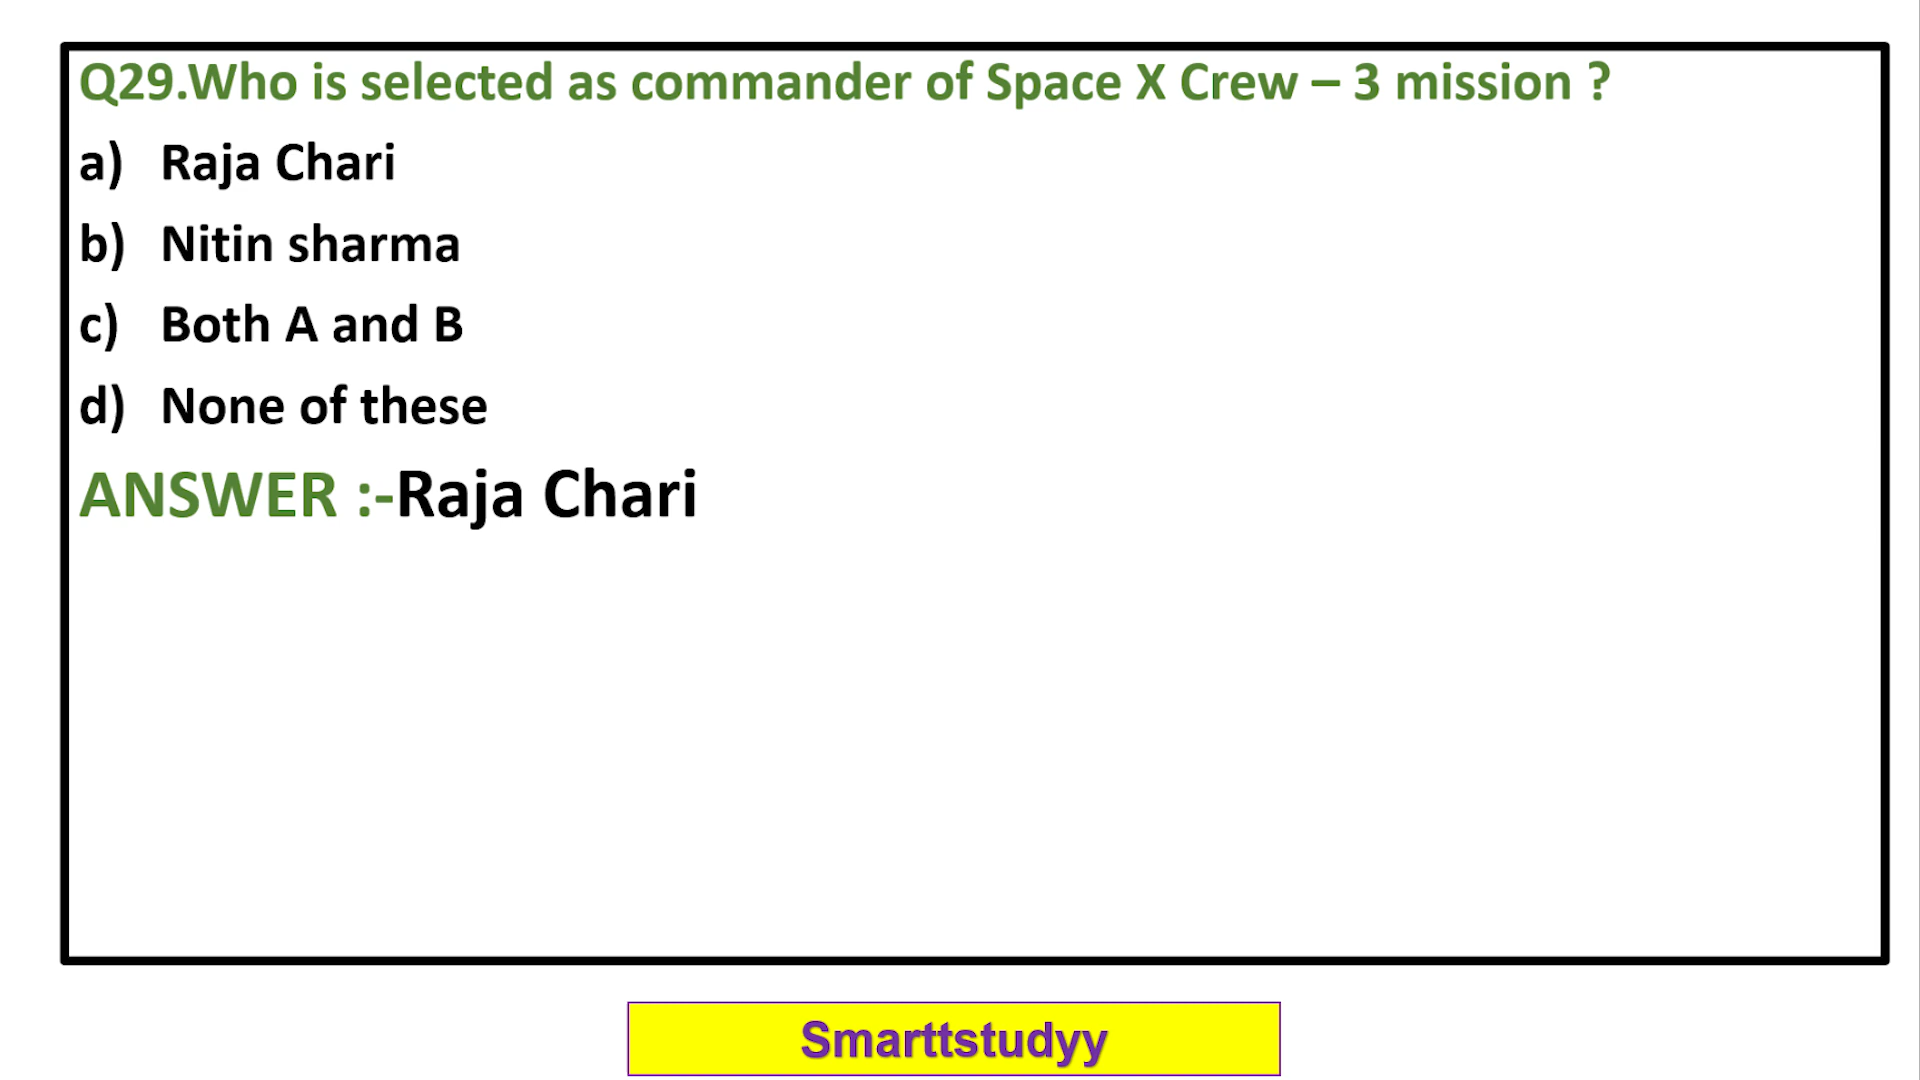 Q29.Who is selected as commander of Space X Crew – 3 mission ?
a) Raja Chari
b) Nitin sharma
c) Both A and B
d) None of these
ANSWER :-Raja Chari
Smarttstudyy